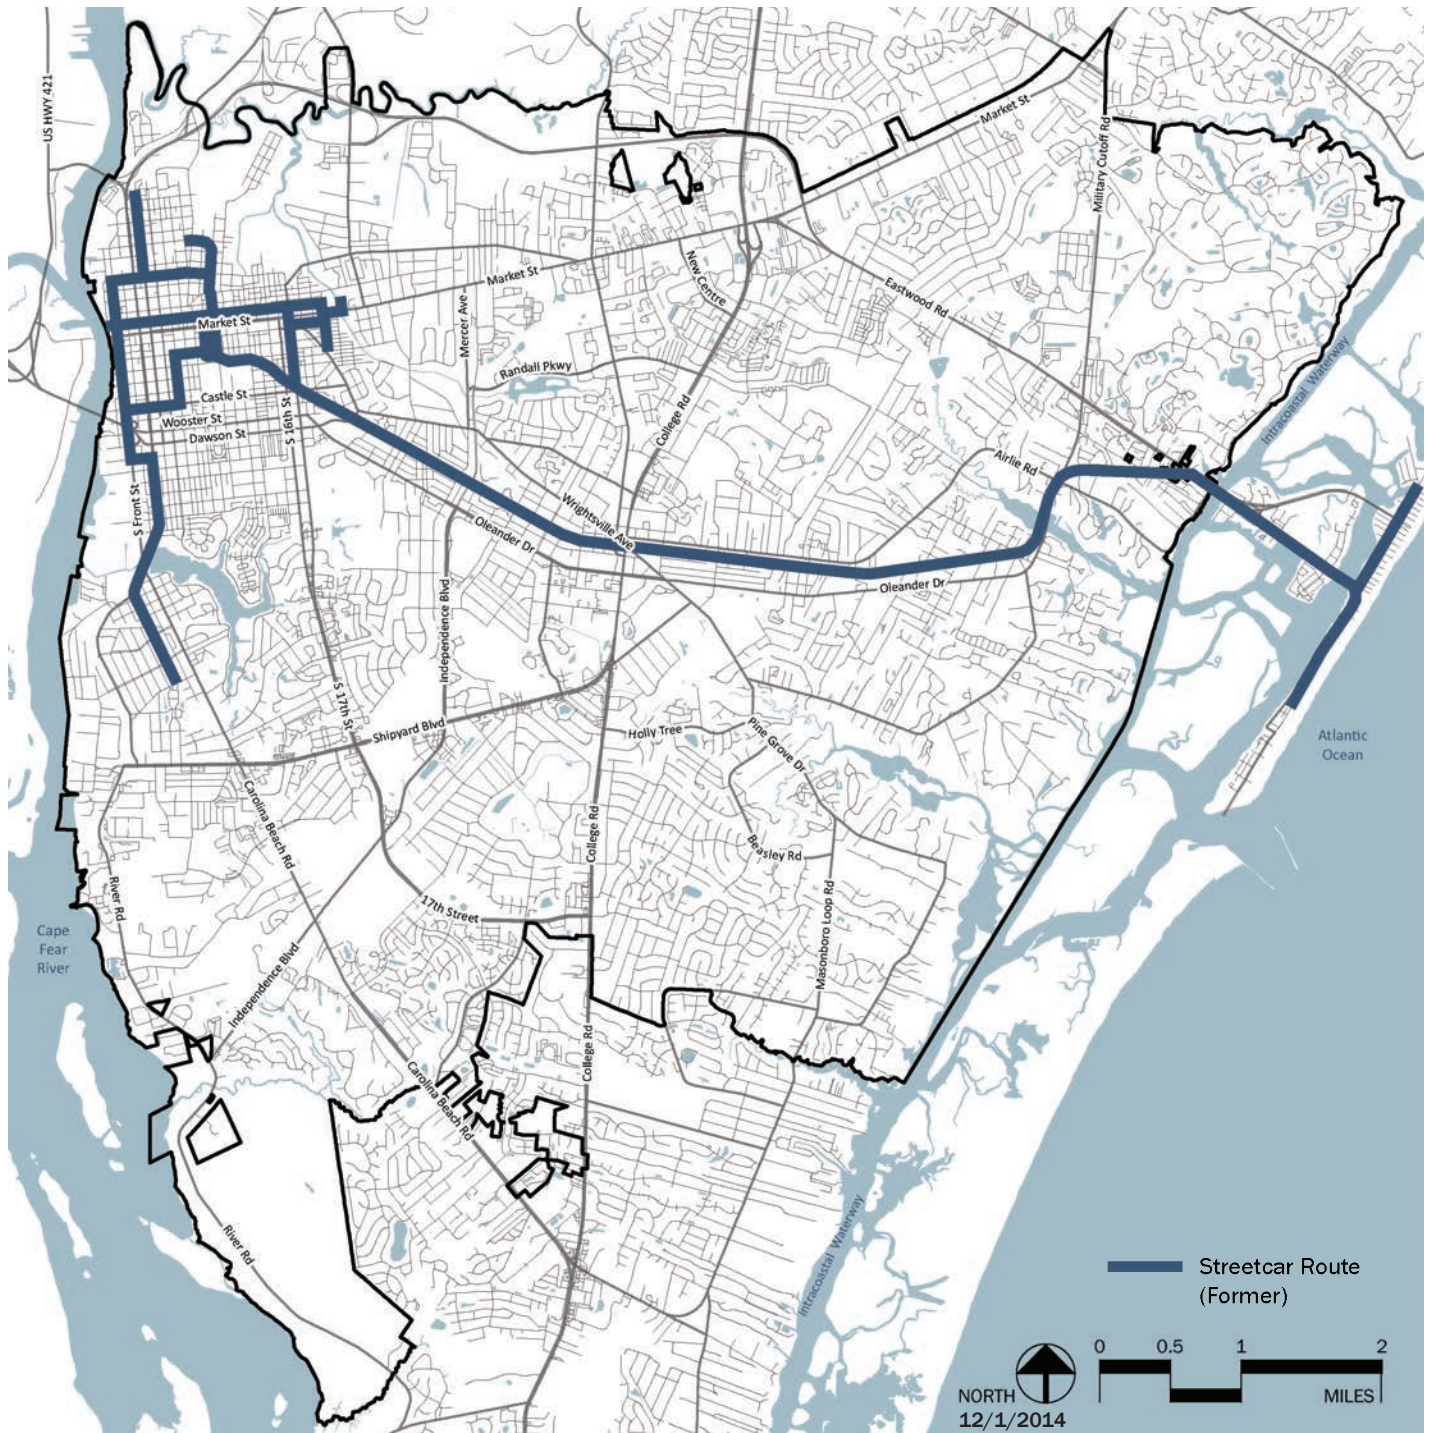 US HWY 421
Market St
Military Cutoff Rd
New Centre
Market St
Eastwood Rd
Mercer Ave
Market St
Randall Pkwy
Intracoastal Waterway
Castle St
S 16th St
College Rd
Wooster St
Dawson St
Airlie Rd
S Front St
Wrightsville Ave
Oleander Dr
Oleander Dr
Independence Blvd
S 17th St
Shipyard Blvd
Holly Tree
Pine Grove Dr
Atlantic
Ocean
Carolina Beach Rd
College Rd
Beasley Rd
River Rd
17th Street
Masonboro Loop Rd
Cape
Fear
River
Independence Blvd
College Rd
Carolina Beach Rd
River Rd
Intracoastal Waterway
Streetcar Route
(Former)
0 0.5 1 2
NORTH
MILES
12/1/2014